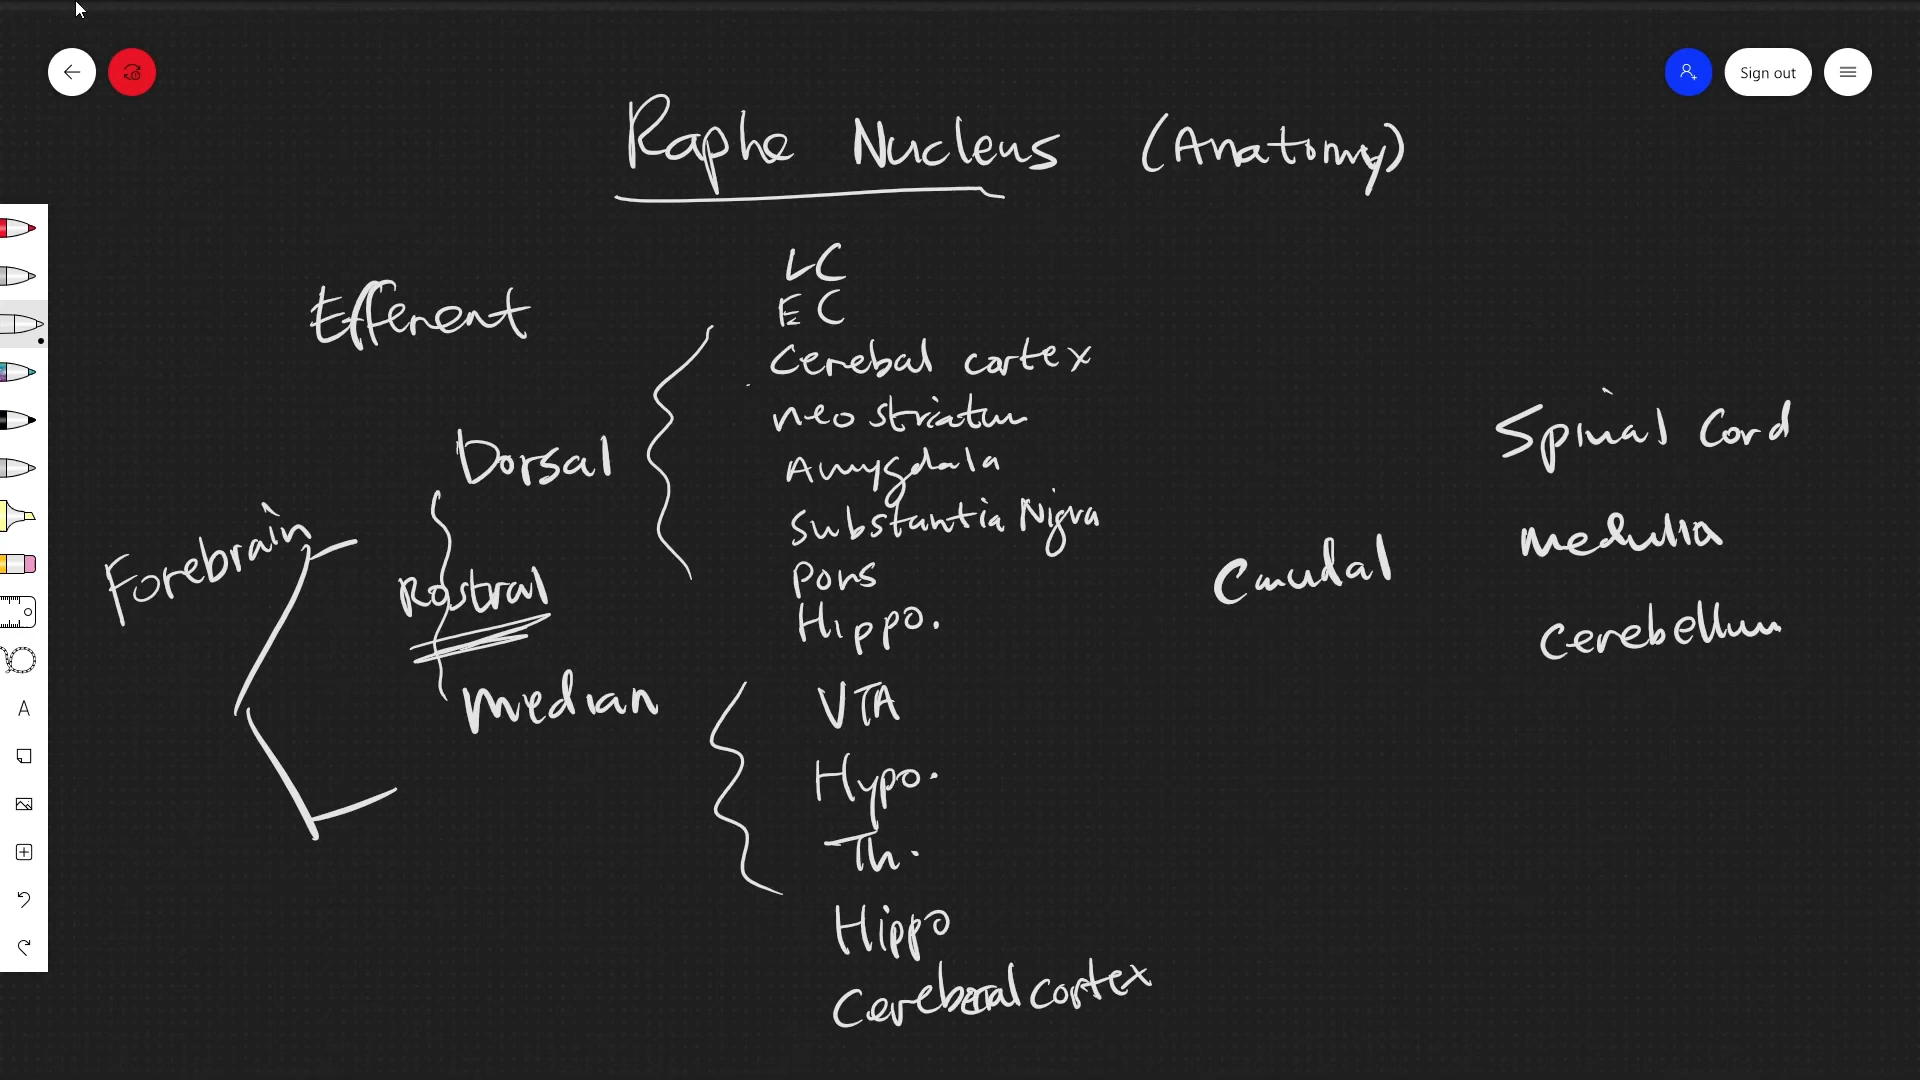 Sign out
Raphe Nucleus (Anatomy)
Efferent
LC
EC
Cerebal cortex
neo striatum
Amygdala
Substantia Nigra
Pons
Hippo.
Dorsal
Forebrain
Rostral
Median
VTA
Hypo.
Th.
Hippo
Cereberal cortex
Caudal
Spinal Cord
Medulla
Cerebellum
A